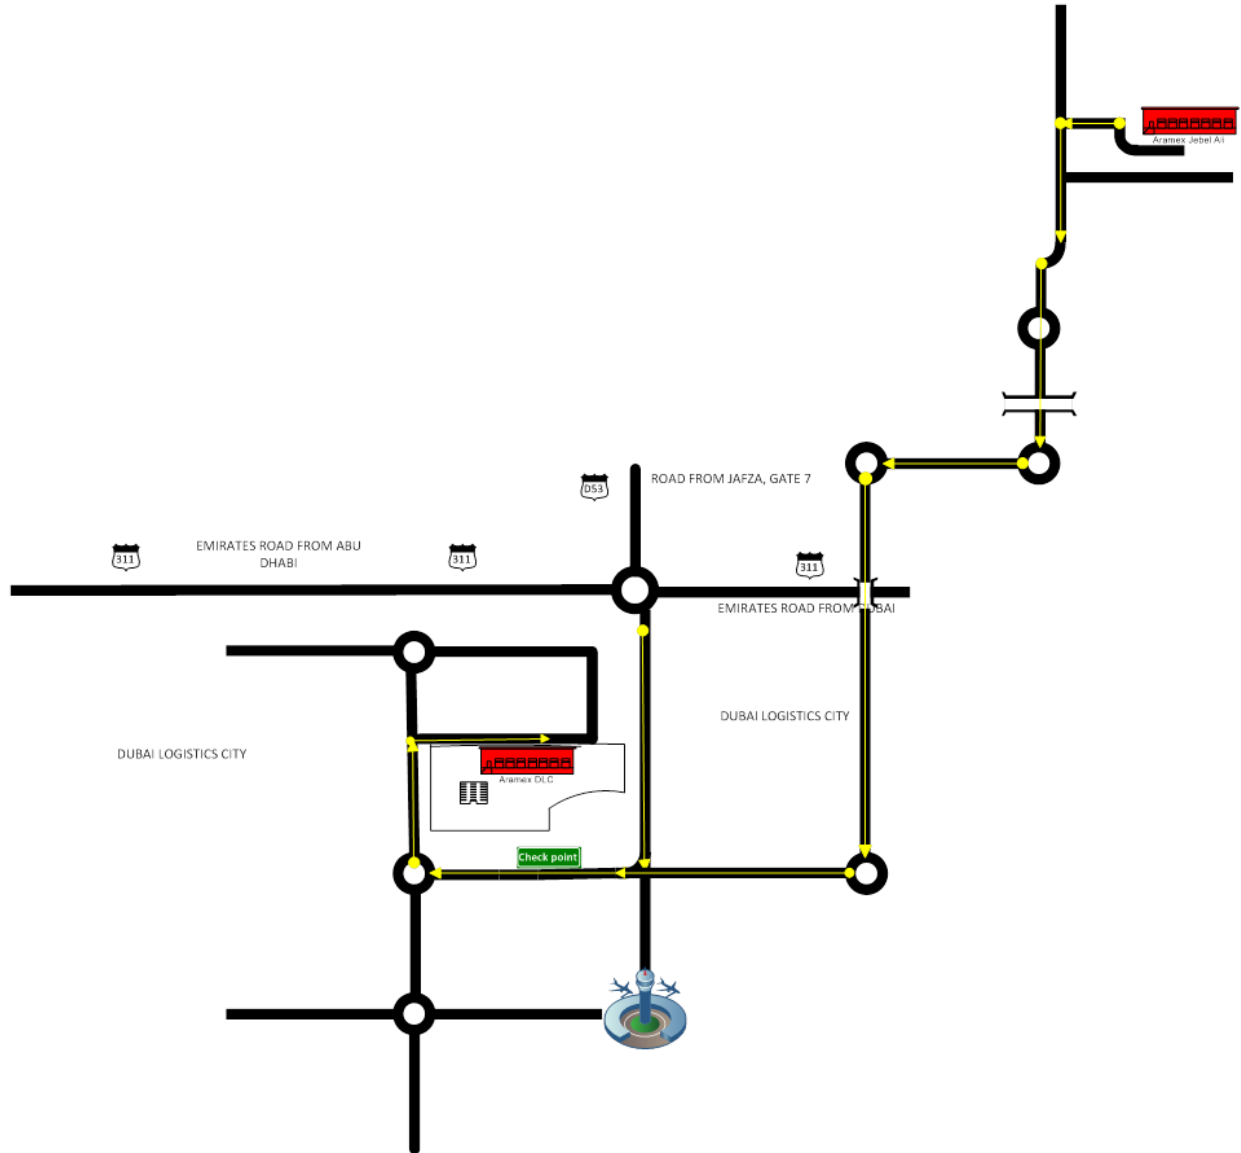 Aramex Jebel Ali
D53
ROAD FROM JAFZA, GATE 7
311
EMIRATES ROAD FROM ABU
DHABI
311
311
EMIRATES ROAD FROM DUBAI
DUBAI LOGISTICS CITY
DUBAI LOGISTICS CITY
Aramex DLC
Check point